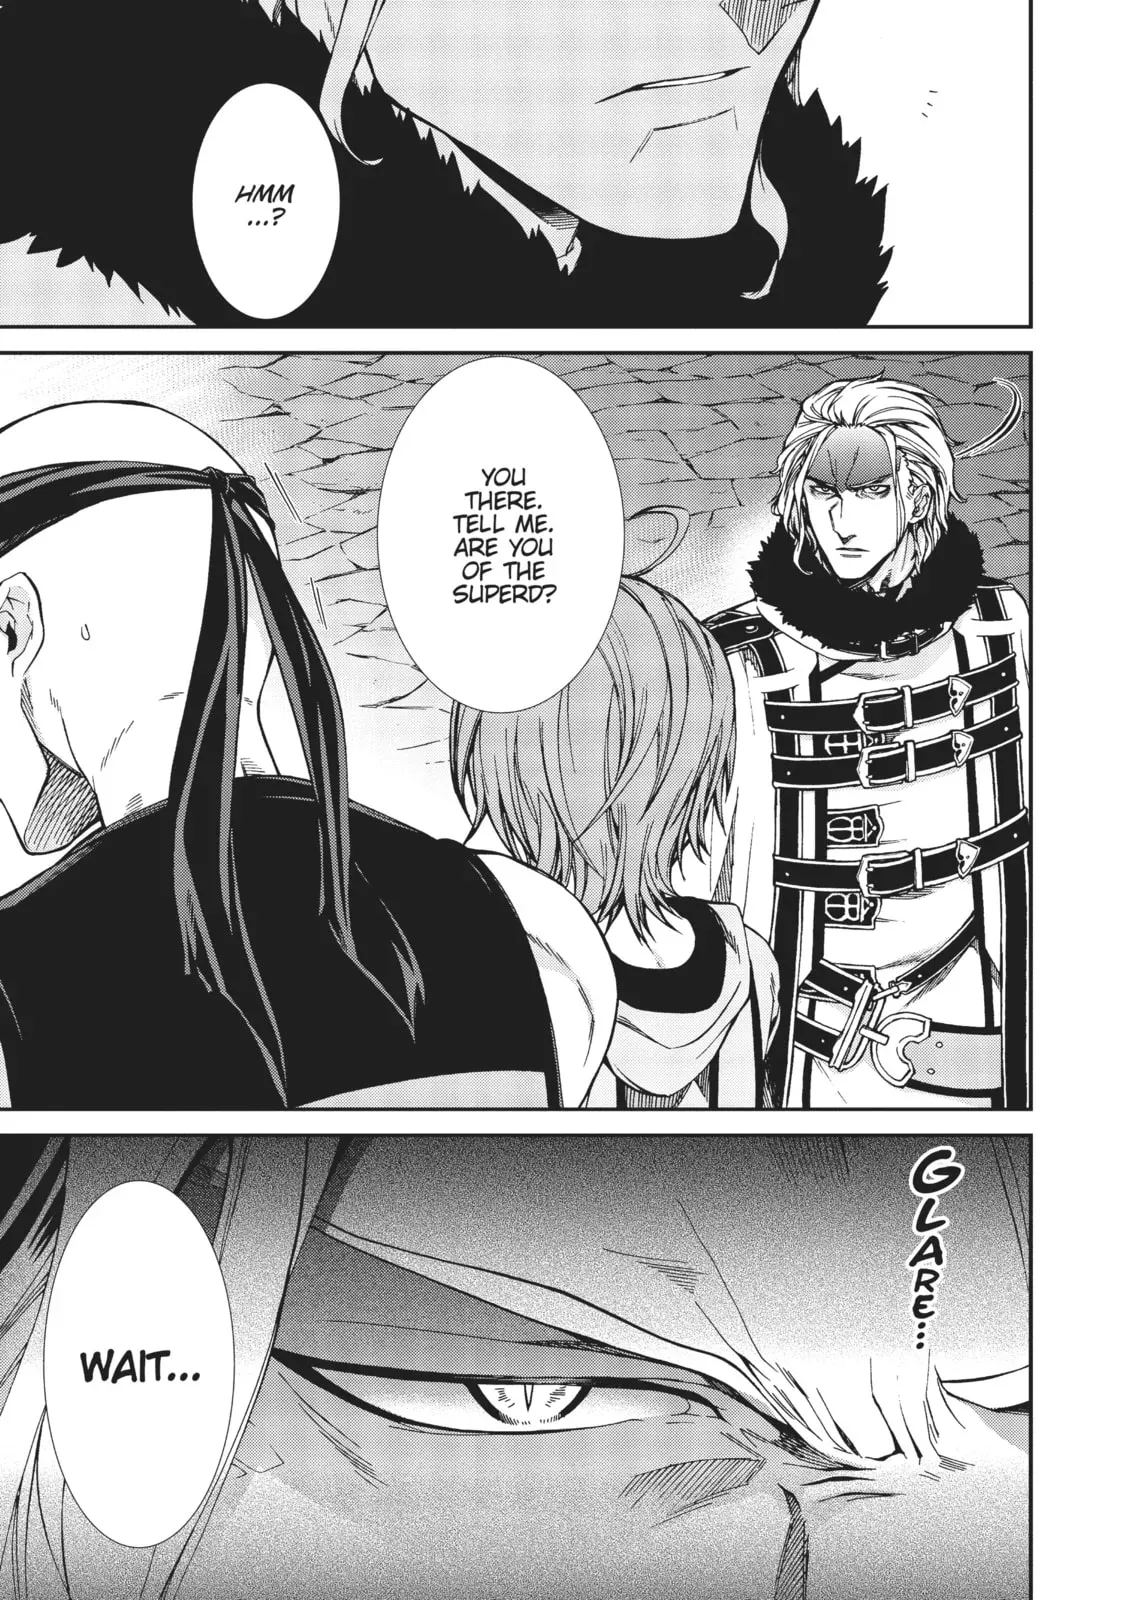 HMM
...?
YOU
THERE.
TELL ME.
ARE YOU
OF THE
SUPERD?
GLARE...
WAIT...